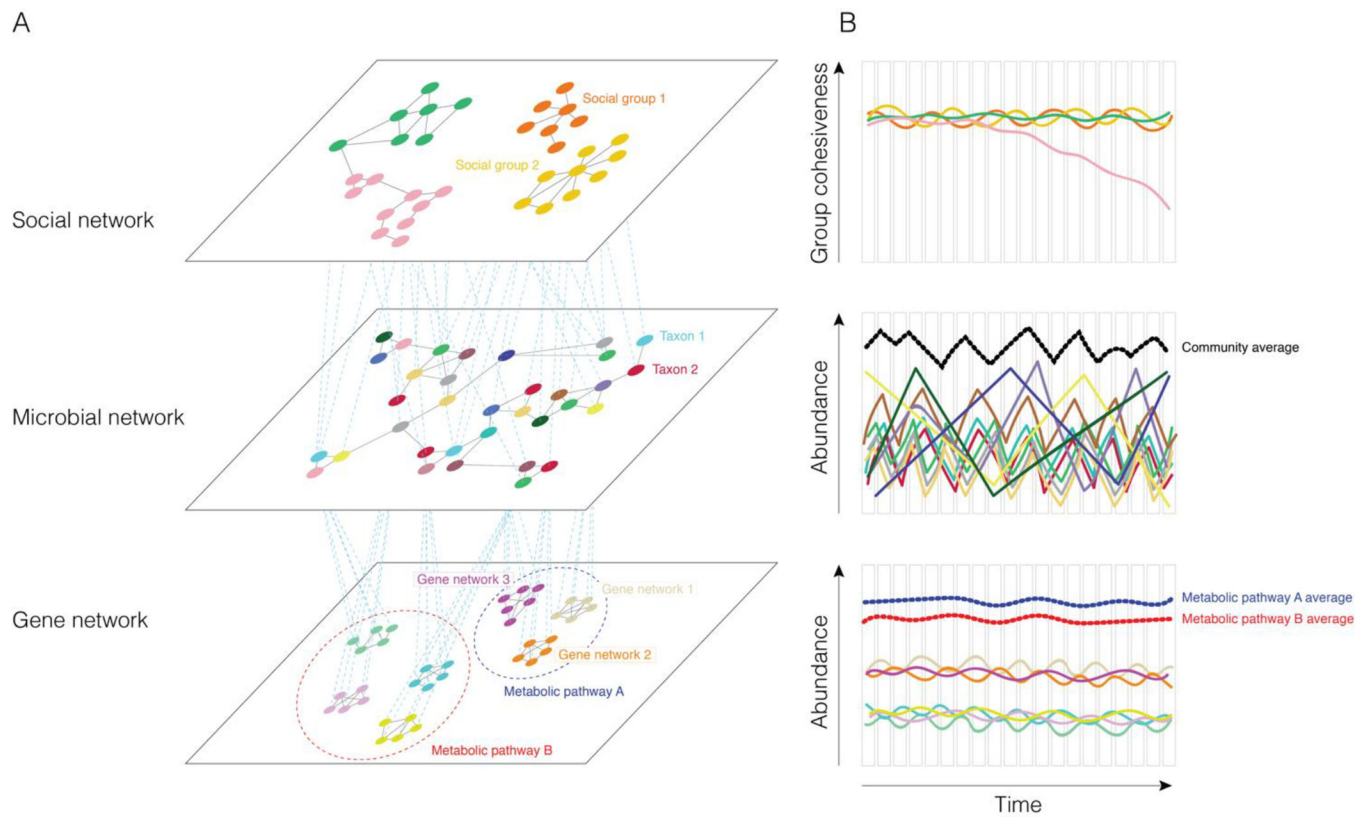 A
B
Social group 1
Social group 2
Social network
Group cohesiveness
Taxon 1
Taxon 2
Microbial network
Community average
Abundance
Gene network 3
Gene network 1
Gene network 2
Gene network
Metabolic pathway A
Metabolic pathway B
Metabolic pathway A average
Metabolic pathway B average
Abundance
Time